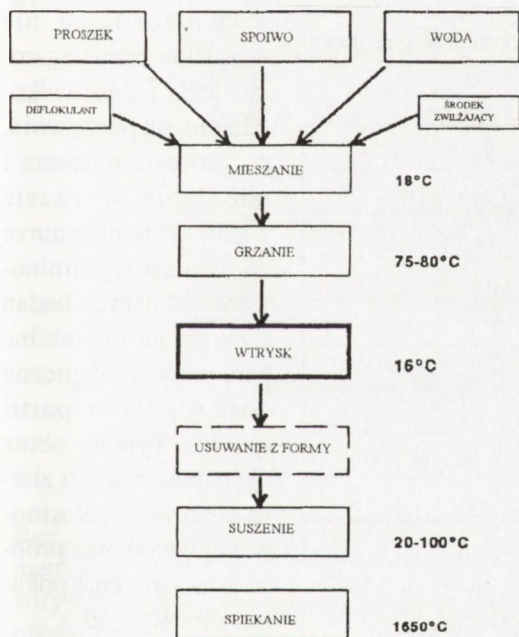 PROSZEK SPOIWO WODA
DEFLOKULANT ŚRODEK
ZWILŻAJĄCY
MIESZANIE 18°C
GRZANIE 75-80°C
WTRYSK 15°C
USUWANIE Z FORMY
SUSZENIE 20-100°C
SPIEKANIE 1650°C